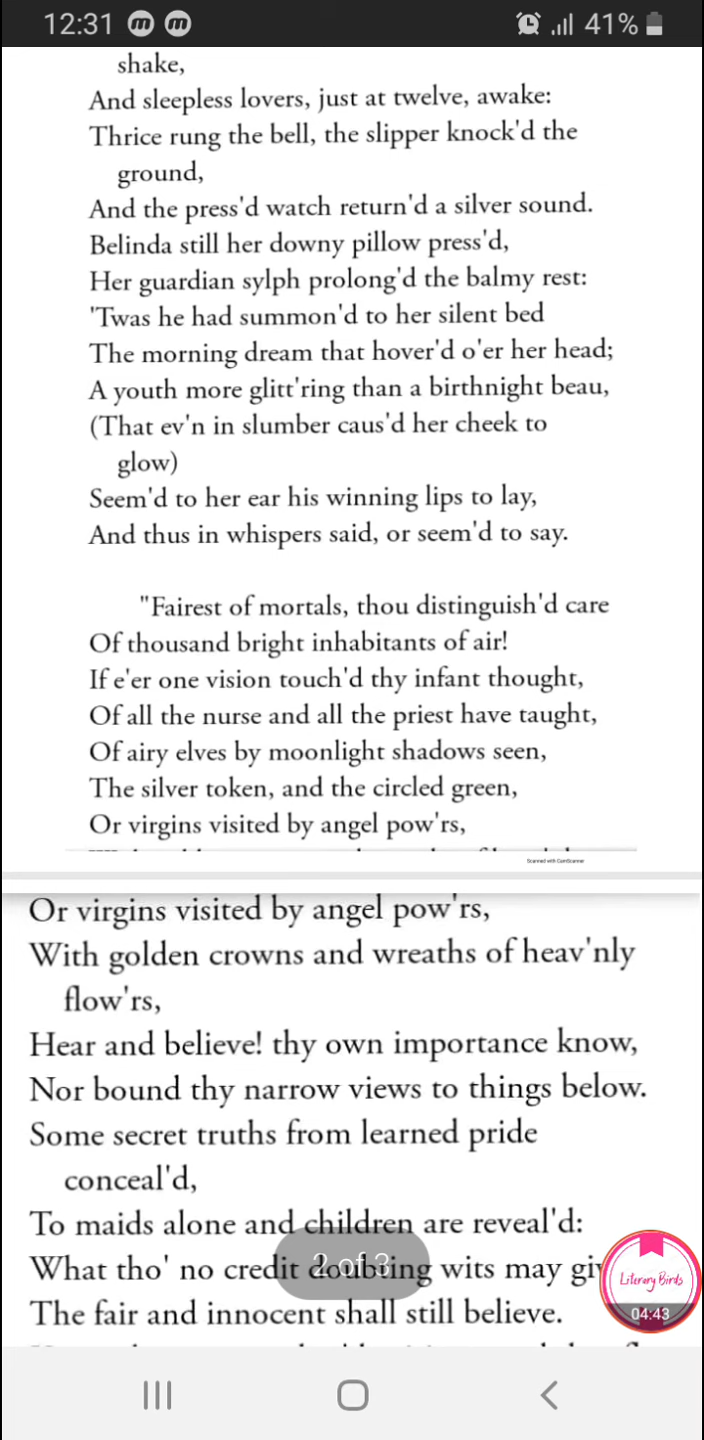 12:31
41%
shake,
And sleepless lovers, just at twelve, awake:
Thrice rung the bell, the slipper knock'd the
ground,
And the press'd watch return'd a silver sound.
Belinda still her downy pillow press'd,
Her guardian sylph prolong'd the balmy rest:
'Twas he had summon'd to her silent bed
The morning dream that hover'd o'er her head;
A youth more glitt'ring than a birthnight beau,
(That ev'n in slumber caus'd her cheek to
glow)
Seem'd to her ear his winning lips to lay,
And thus in whispers said, or seem'd to say.
"Fairest of mortals, thou distinguish'd care
Of thousand bright inhabitants of air!
If e'er one vision touch'd thy infant thought,
Of all the nurse and all the priest have taught,
Of airy elves by moonlight shadows seen,
The silver token, and the circled green,
Or virgins visited by angel pow'rs,
Scanned with CamScanner
Or virgins visited by angel pow'rs,
With golden crowns and wreaths of heav'nly
flow'rs,
Hear and believe! thy own importance know,
Nor bound thy narrow views to things below.
Some secret truths from learned pride
conceal'd,
To maids alone and children are reveal'd:
What tho' no credit doubting wits may
2 of 3
The fair and innocent shall still believe.
Literary Birds
04:43